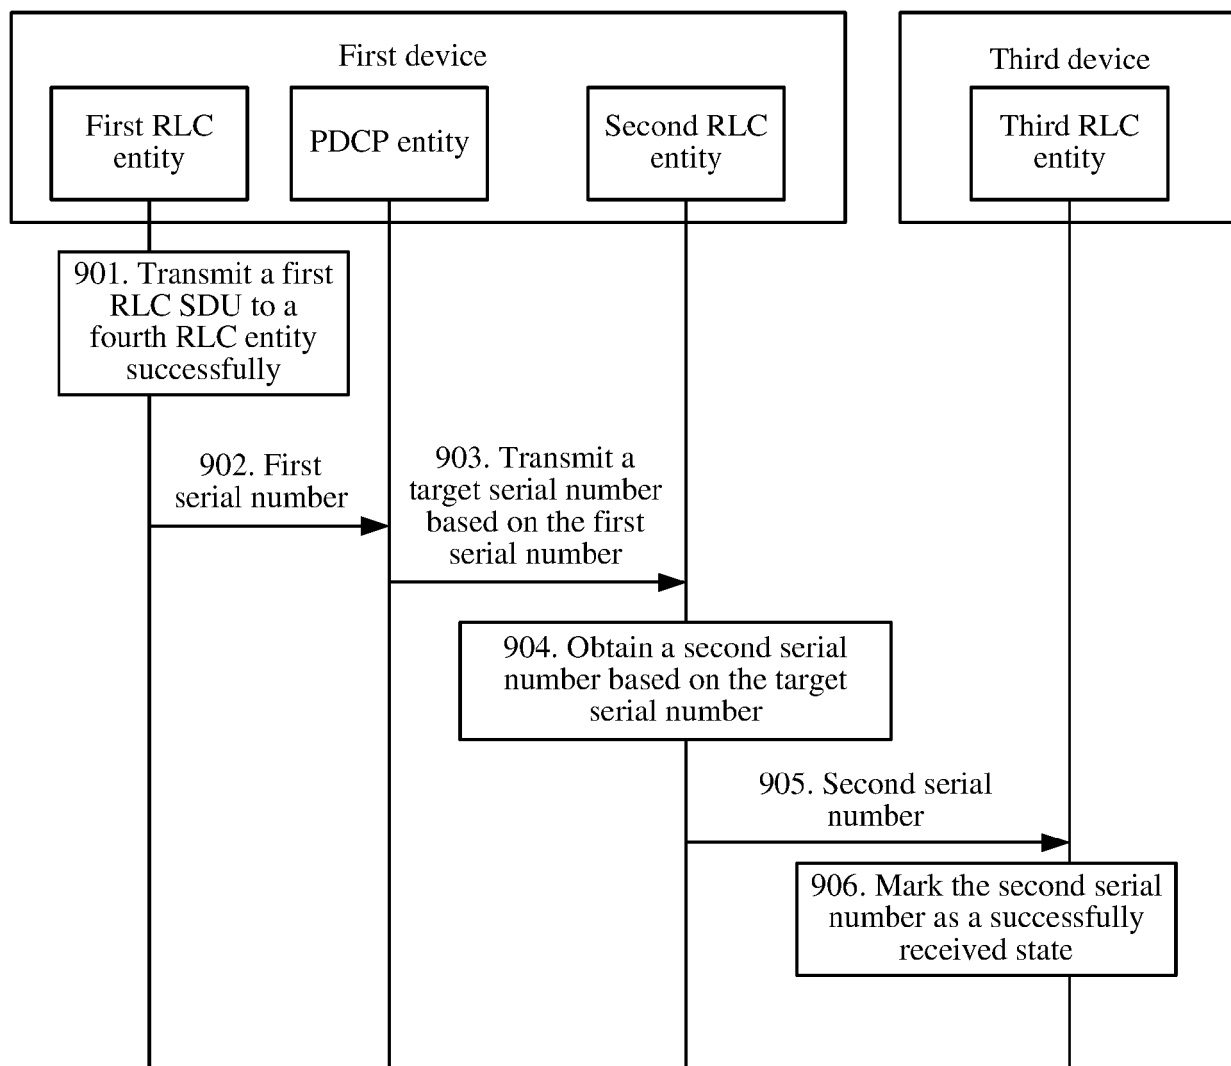 First device
Third device
First RLC
entity
PDCP entity
Second RLC
entity
Third RLC
entity
901. Transmit a first
RLC SDU to a
fourth RLC entity
successfully
902. First
serial number
903. Transmit a
target serial number
based on the first
serial number
904. Obtain a second serial
number based on the target
serial number
905. Second serial
number
906. Mark the second serial
number as a successfully
received state